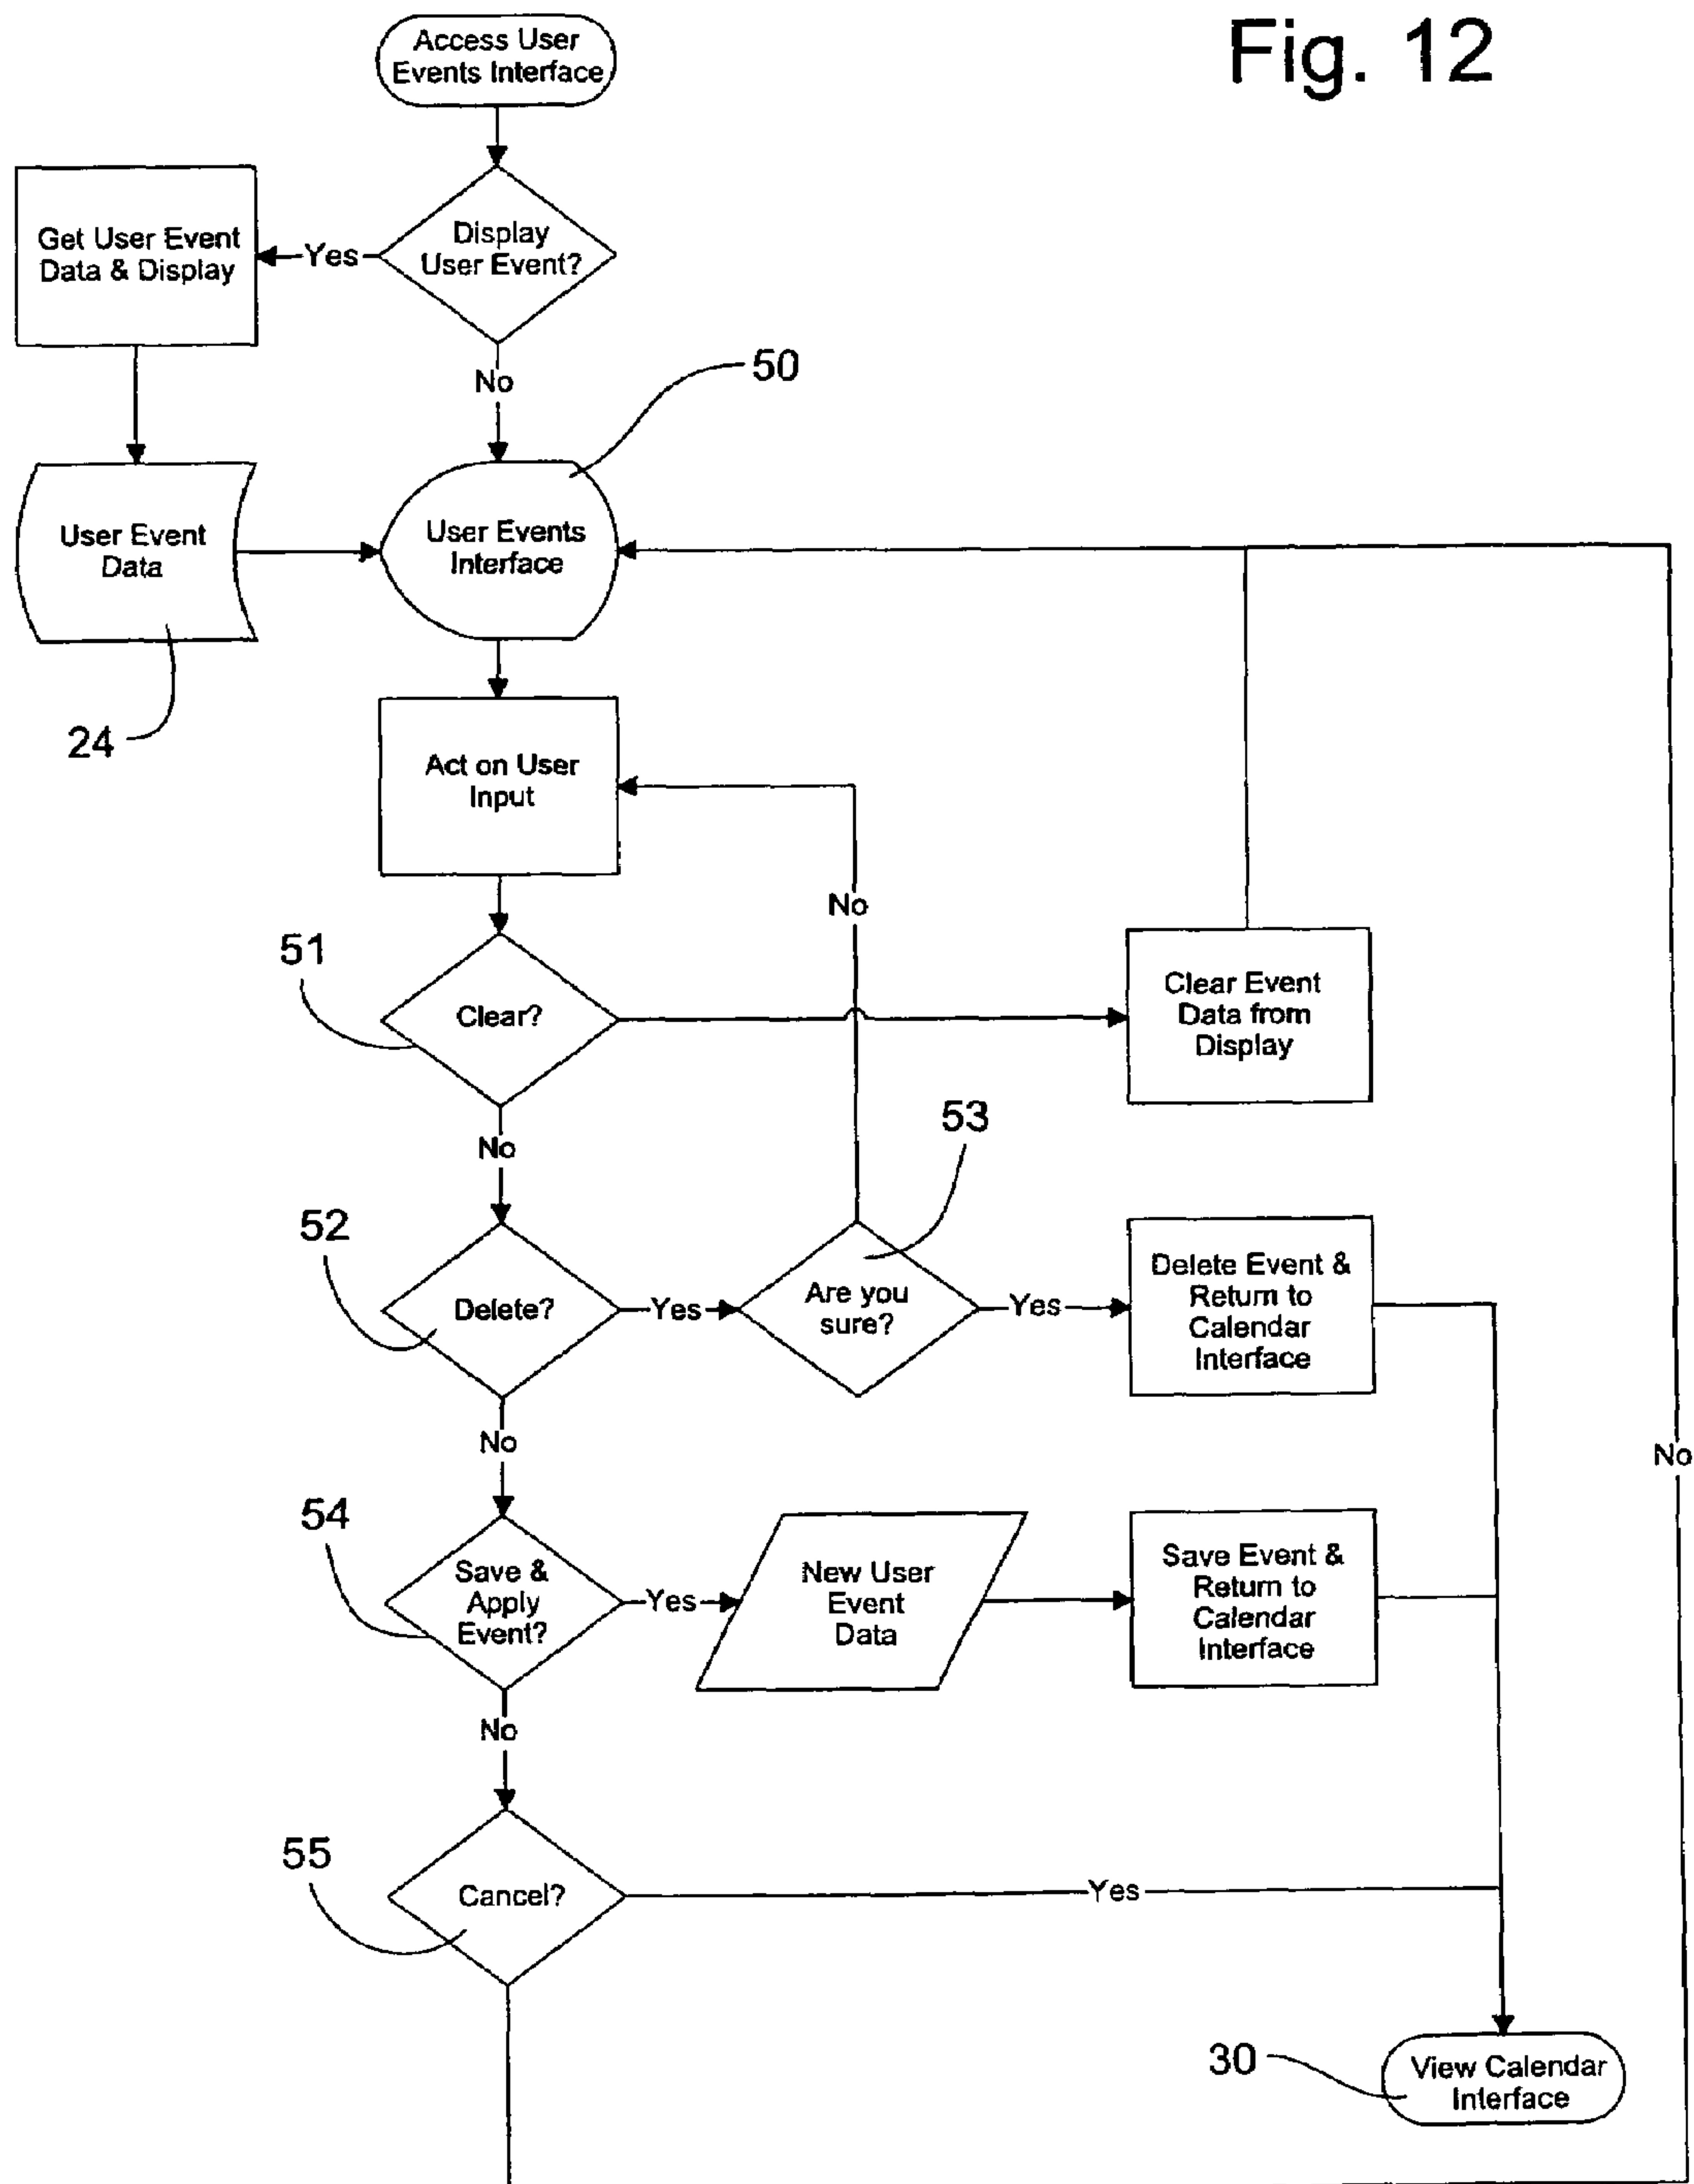 Fig. 12
Access User
Events Interface
Display
User Event?
Yes
Get User Event
Data & Display
No
50
User Event
Data
User Events
Interface
24
Act on User
Input
No
51
Clear?
Clear Event
Data from
Display
No
53
52
Delete?
Yes
Are you
sure?
Yes
Delete Event &
Return to
Calendar
Interface
No
No
54
Save &
Apply
Event?
Yes
New User
Event
Data
Save Event &
Return to
Calendar
Interface
No
55
Cancel?
Yes
30
View Calendar
Interface